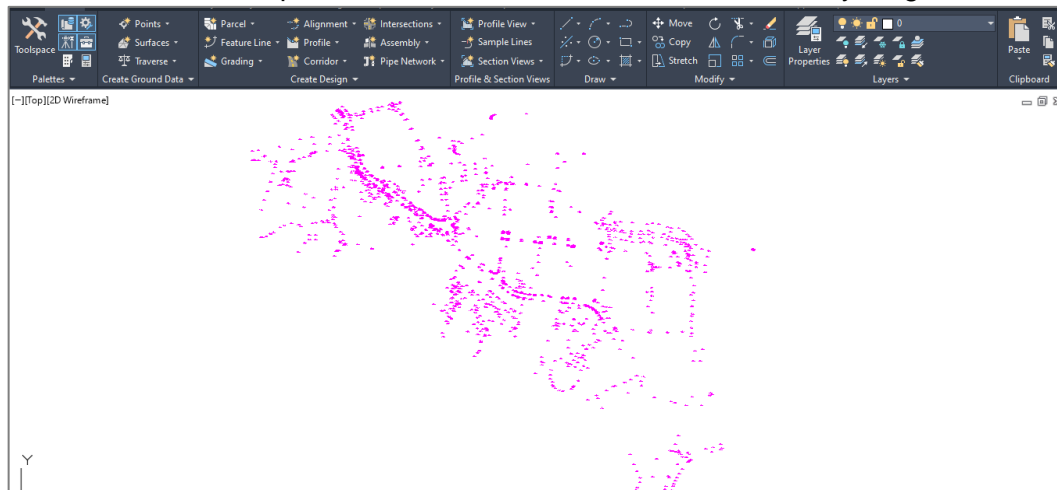 Points Parcel Alignment Intersections Profile View Move 0
Toolspace Surfaces Feature Line Profile Assembly Sample Lines Copy Layer Properties Paste
Traverse Grading Corridor Pipe Network Section Views Stretch
Palettes Create Ground Data Create Design Profile & Section Views Draw Modify Layers Clipboard
[−][Top][2D Wireframe]
Y